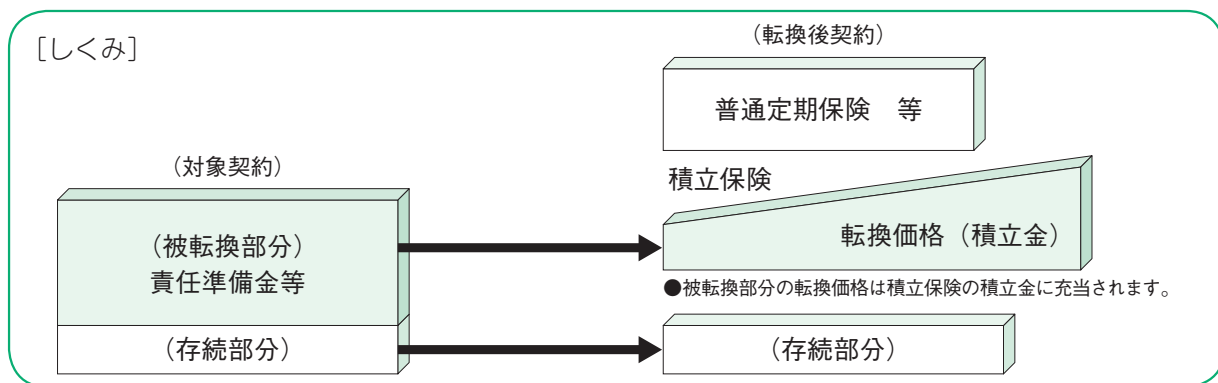 ［しくみ］
（転換後契約）
普通定期保険　等
（対象契約）
積立保険
（被転換部分）
責任準備金等
転換価格（積立金）
●被転換部分の転換価格は積立保険の積立金に充当されます。
（存続部分）
（存続部分）